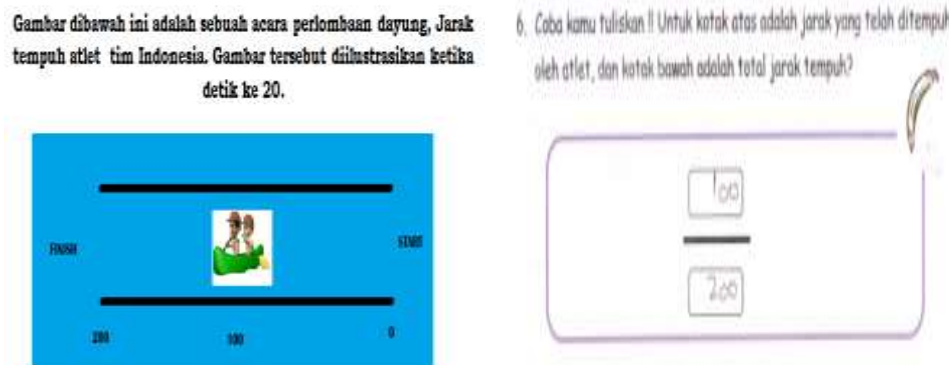 Gambar dibawah ini adalah sebuah acara perlombaan dayung, Jarak
tempuh atlet tim Indonesia. Gambar tersebut diilustrasikan ketika
detik ke 20.
FINISH
START
200
100
0
6. Coba kamu tuliskan !! Untuk kotak atas adalah jarak yang telah ditempuh
oleh atlet, dan kotak bawah adalah total jarak tempuh?
100
200